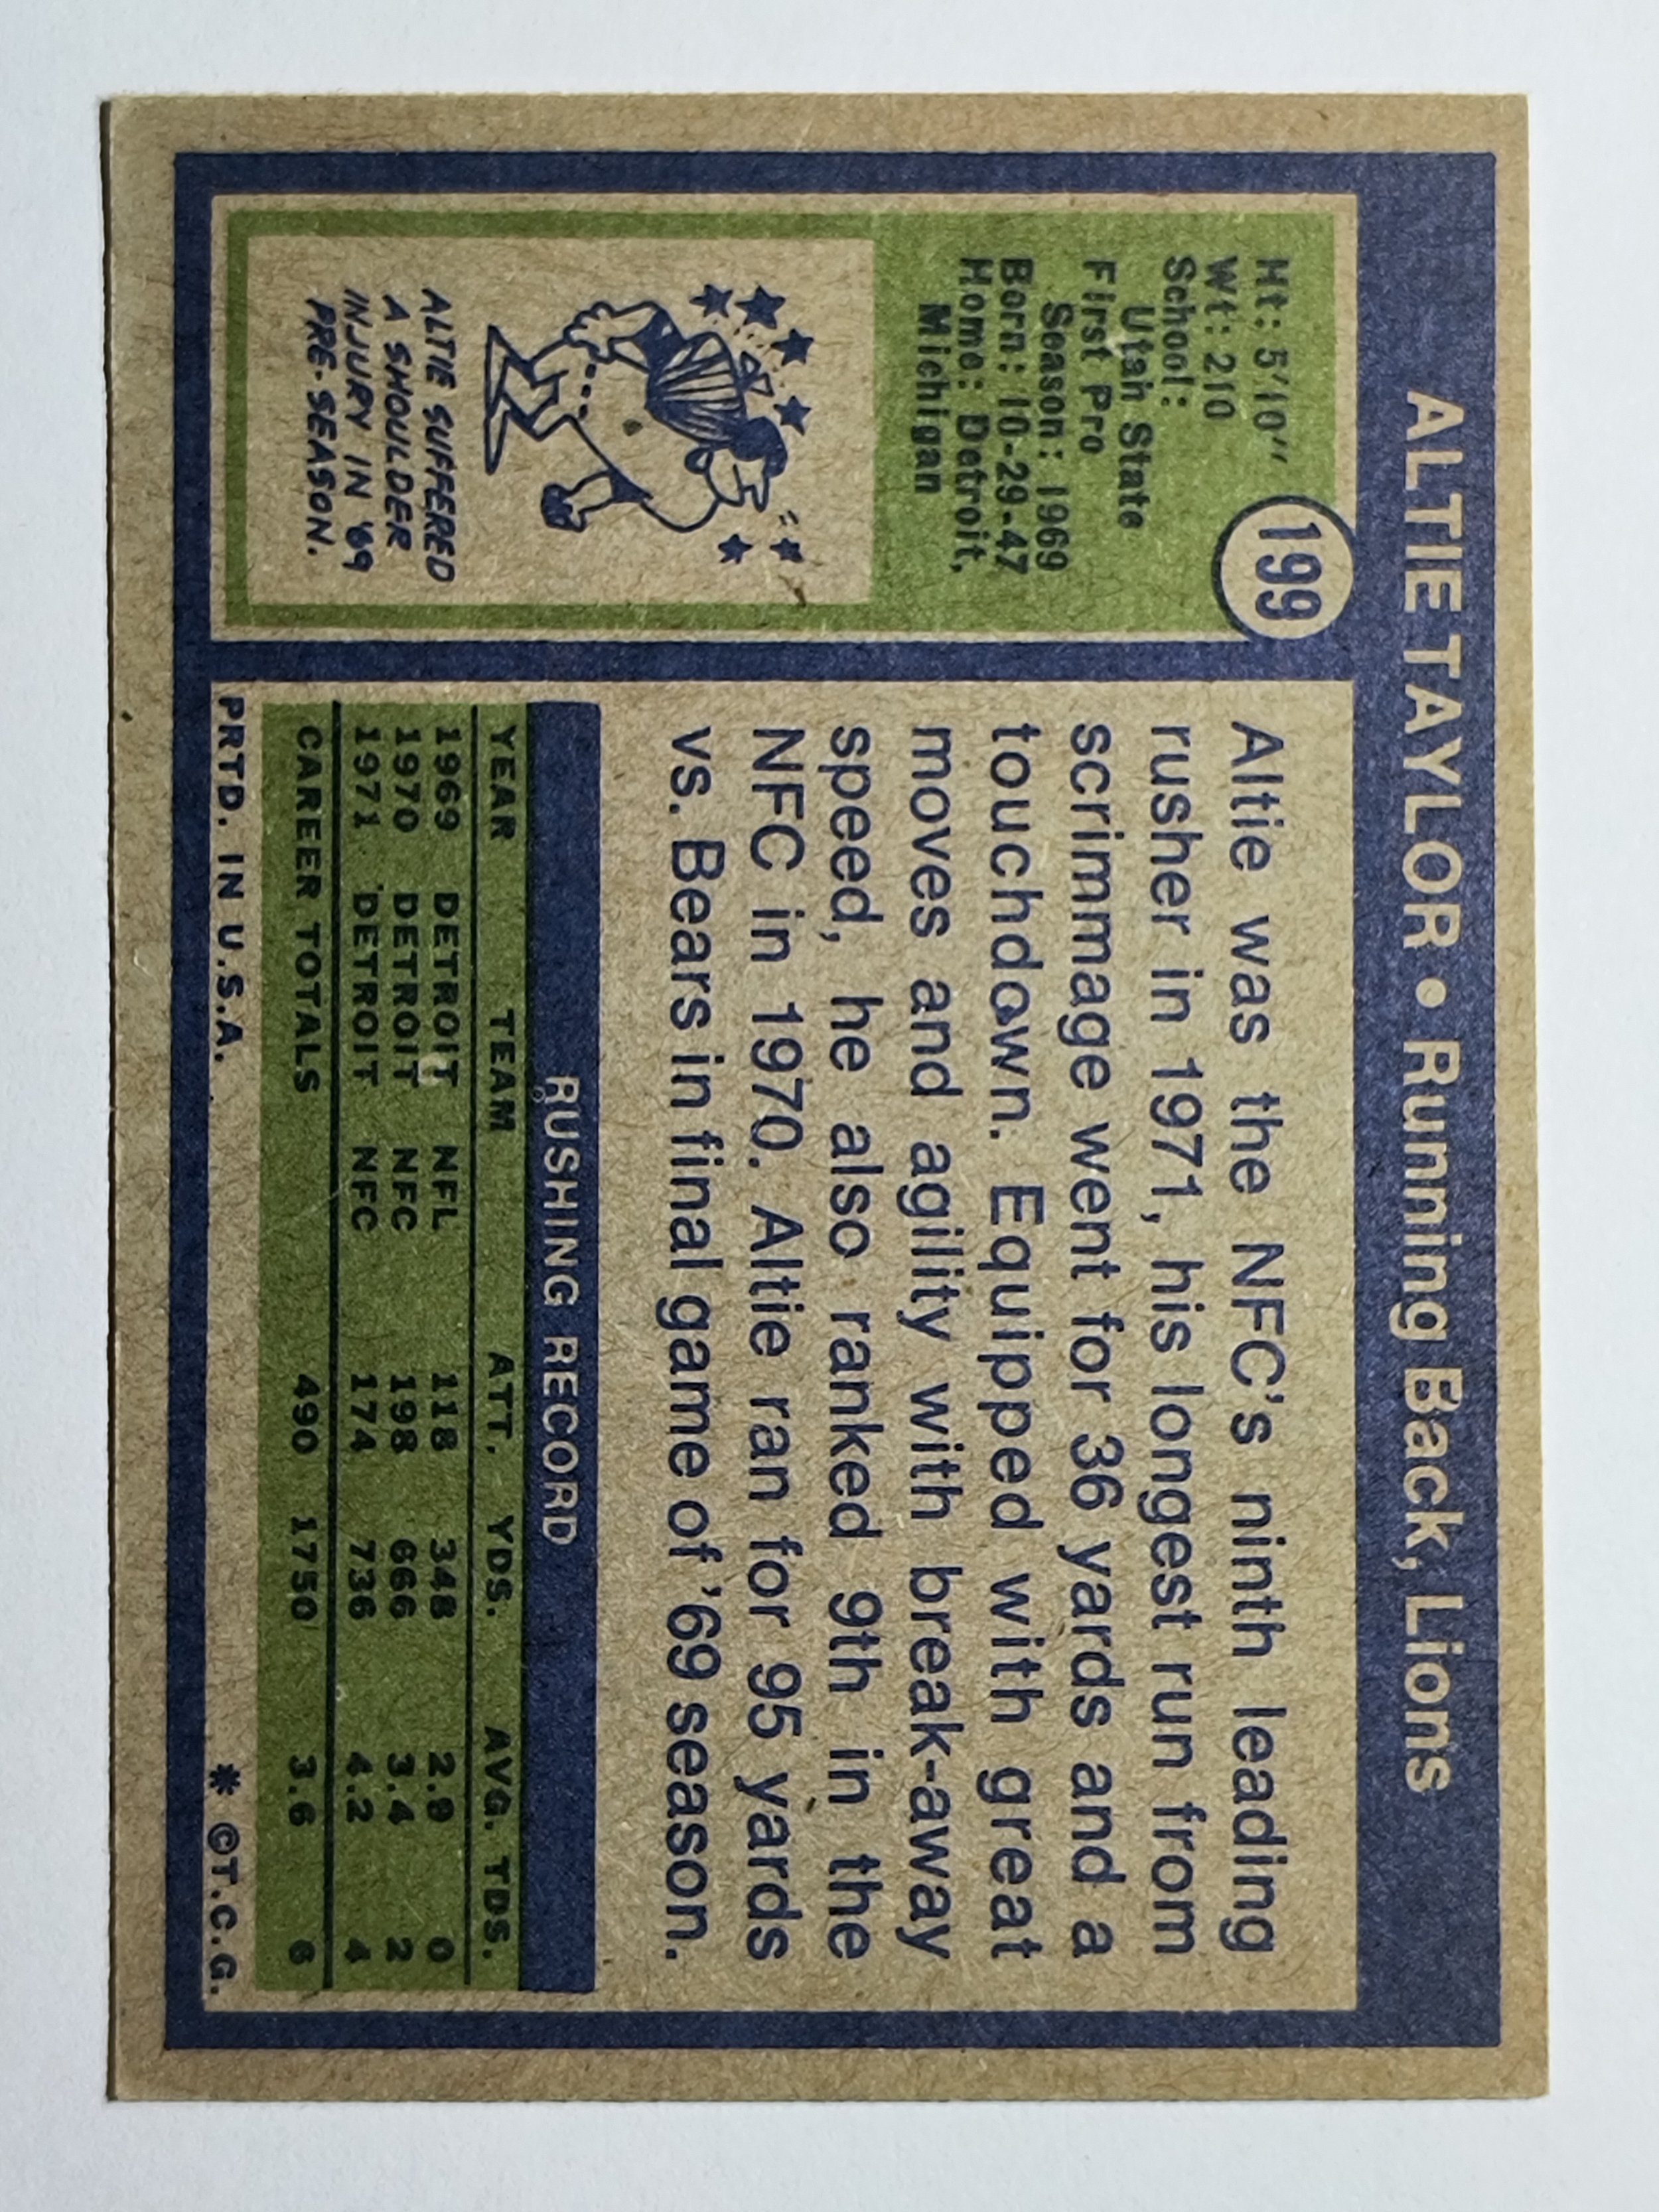 ALTIE TAYLOR • Running Back, Lions
199
Ht: 5'10"
Wt: 210
School:
Utah State
First Pro
Season: 1969
Born: 10-29-47
Home: Detroit,
Michigan
ALTIE SUFFERED
A SHOULDER
INJURY IN '69
PRE-SEASON.
Altie was the NFC's ninth leading
rusher in 1971, his longest run from
scrimmage went for 36 yards and a
touchdown. Equipped with great
moves and agility with break-away
speed, he also ranked 9th in the
NFC in 1970. Altie ran for 95 yards
vs. Bears in final game of '69 season.
RUSHING RECORD
YEAR TEAM ATT. YDS. AVG. TDS.
1969 DETROIT NFL 118 348 2.9 0
1970 DETROIT NFC 198 666 3.4 2
1971 DETROIT NFC 174 736 4.2 4
CAREER TOTALS 490 1750 3.6 6
PRTD. IN U.S.A. * ©T.C.G.